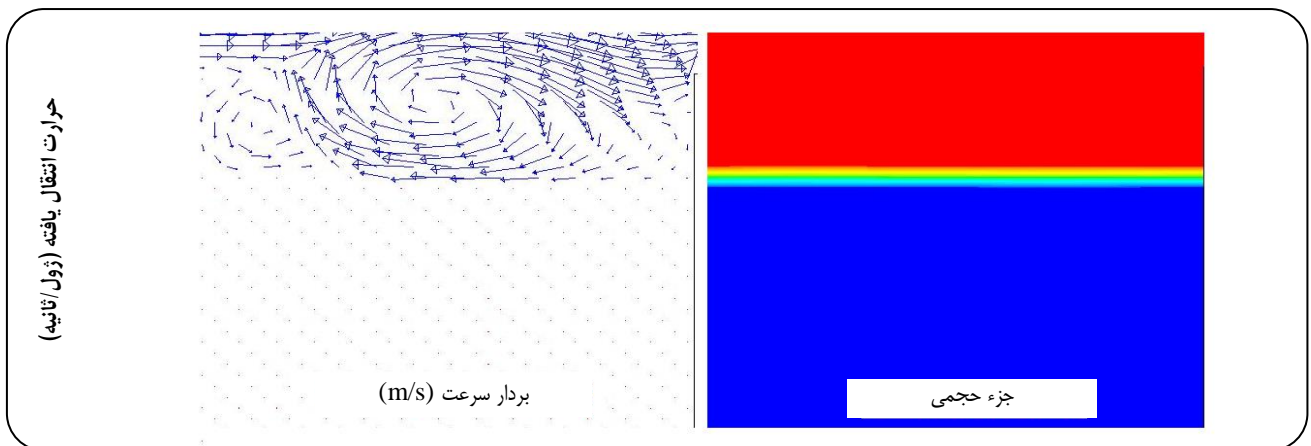 حرارت انتقال یافته (ژول/ثانیه)
بردار سرعت (m/s)
جزء حجمی